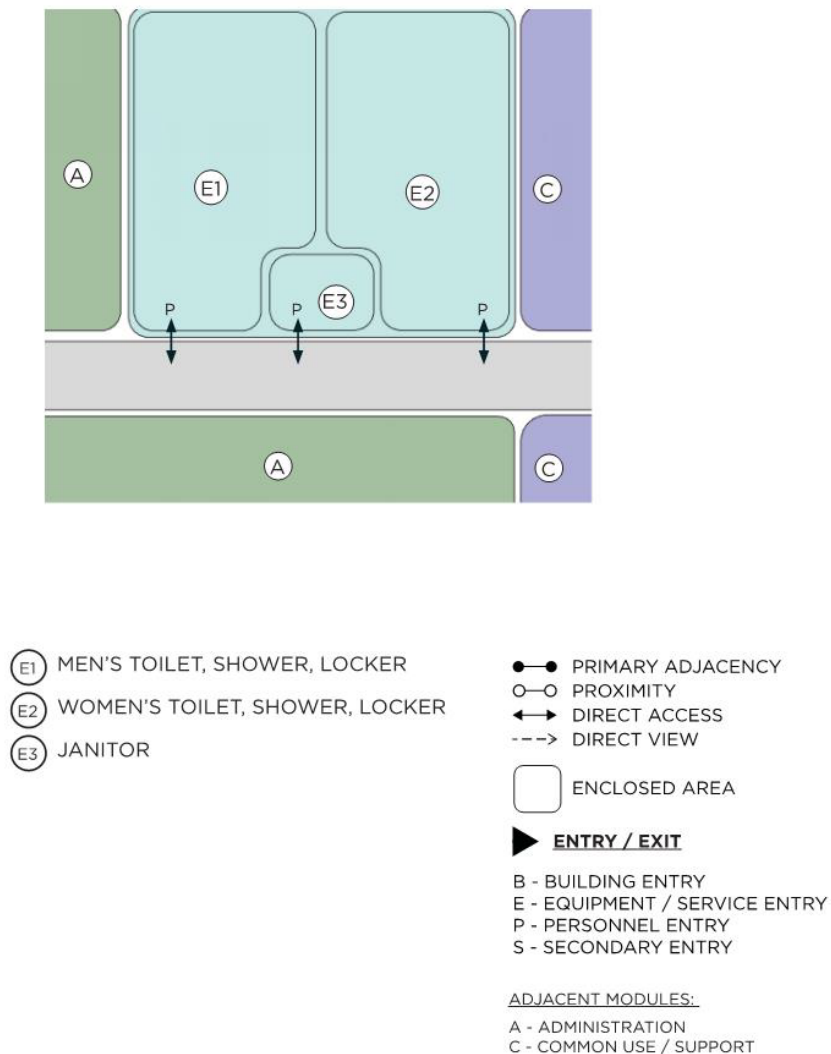 A
E1
E2
C
P
P
E3
P
A
C
E1 MEN'S TOILET, SHOWER, LOCKER
E2 WOMEN'S TOILET, SHOWER, LOCKER
E3 JANITOR
PRIMARY ADJACENCY
PROXIMITY
DIRECT ACCESS
DIRECT VIEW
ENCLOSED AREA
ENTRY / EXIT
B - BUILDING ENTRY
E - EQUIPMENT / SERVICE ENTRY
P - PERSONNEL ENTRY
S - SECONDARY ENTRY
ADJACENT MODULES:
A - ADMINISTRATION
C - COMMON USE / SUPPORT